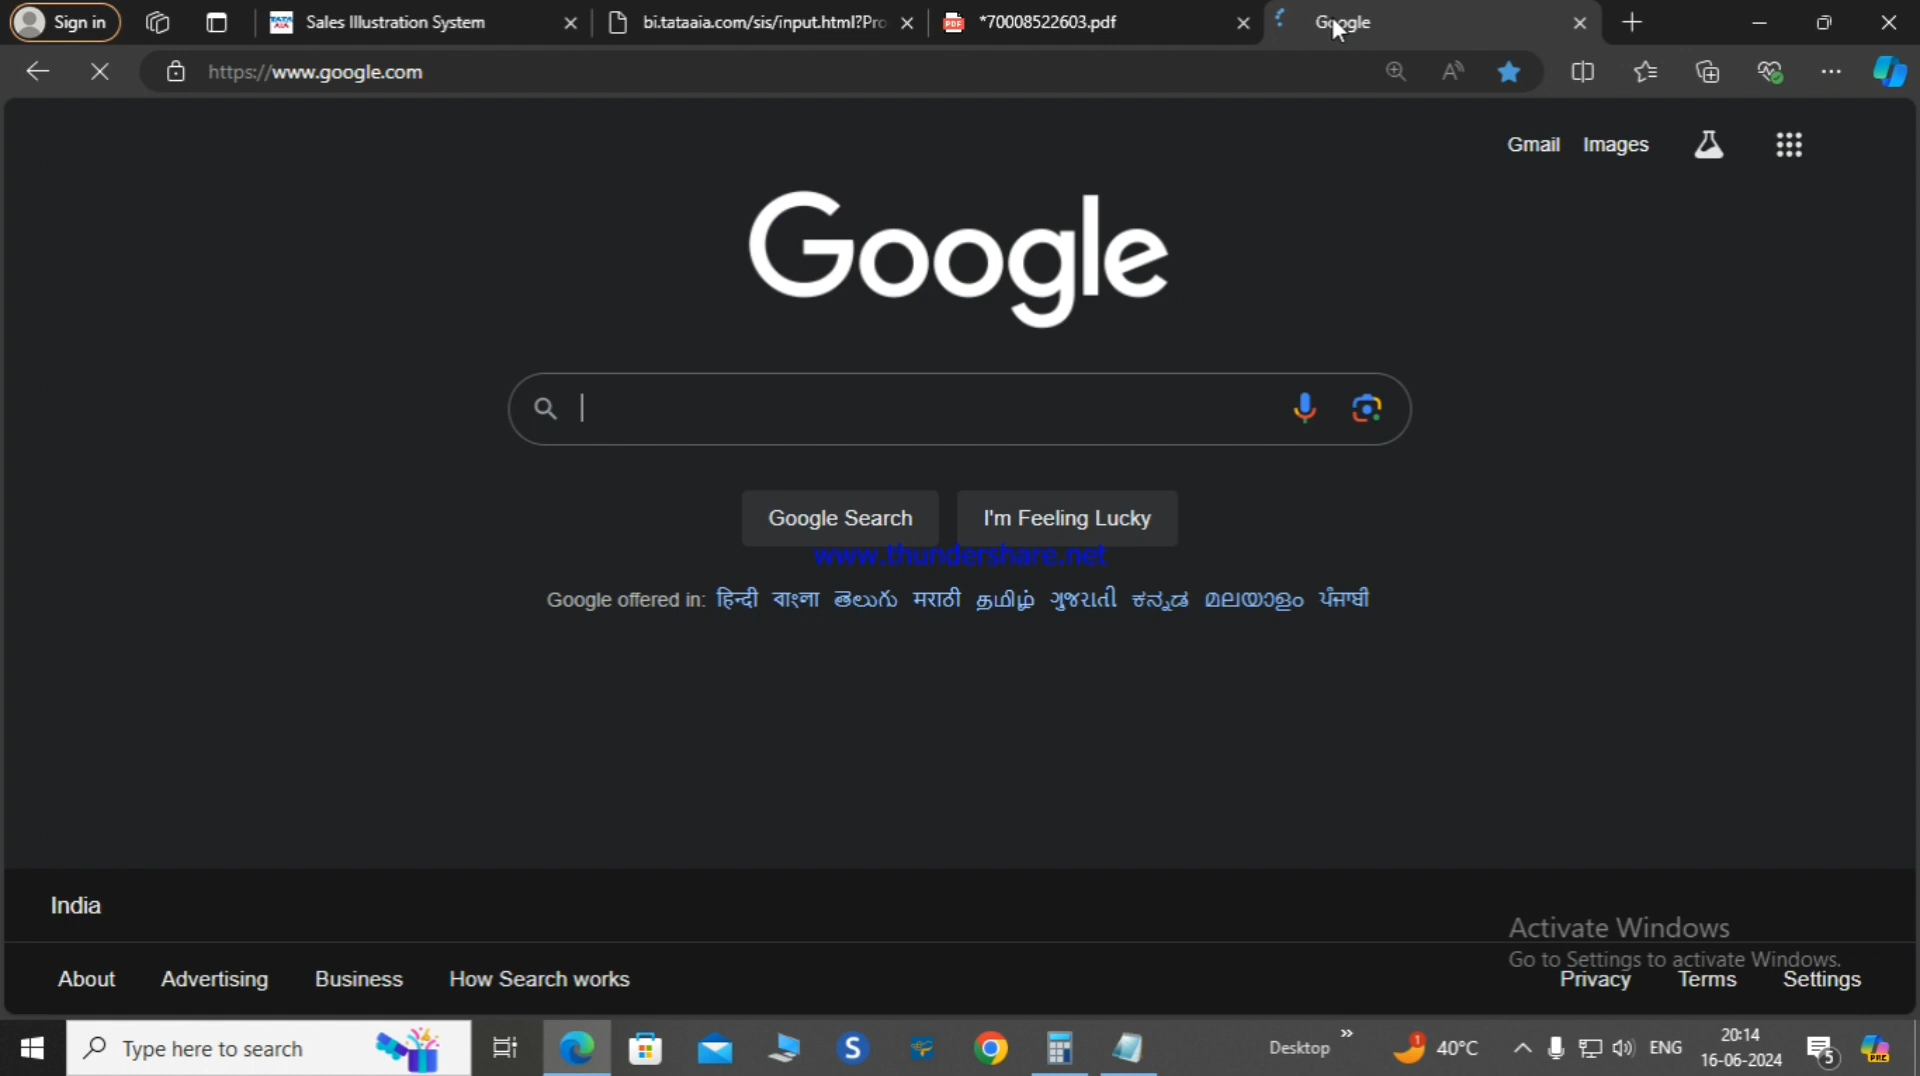 Sign in
Sales Illustration System
bi.tataaia.com/sis/input.html?Pro
*70008522603.pdf
Google
https://www.google.com
Gmail Images
Google
Google Search I'm Feeling Lucky
www.thundershare.net
Google offered in: हिन्दी বাংলা తెలుగు मराठी தமிழ் ગુજરાતી ಕನ್ನಡ മലയാളം ਪੰਜਾਬੀ
India
Activate Windows
Go to Settings to activate Windows.
About Advertising Business How Search works Privacy Terms Settings
Type here to search
Desktop
1
40°C
ENG
20:14
16-06-2024
5
PRE